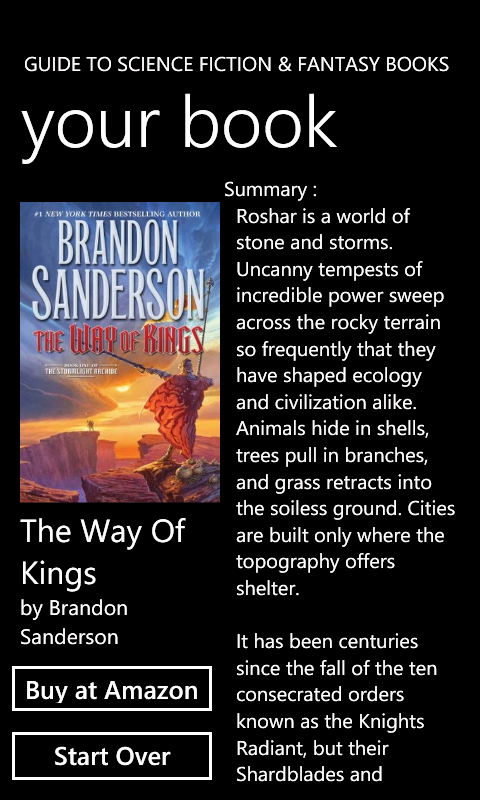 GUIDE TO SCIENCE FICTION & FANTASY BOOKS
your book
#1 NEW YORK TIMES BESTSELLING AUTHOR
BRANDON
SANDERSON
THE WAY OF KINGS
BOOK ONE OF
THE STORMLIGHT ARCHIVE
The Way Of
Kings
by Brandon
Sanderson
Buy at Amazon
Start Over
Summary :
Roshar is a world of
stone and storms.
Uncanny tempests of
incredible power sweep
across the rocky terrain
so frequently that they
have shaped ecology
and civilization alike.
Animals hide in shells,
trees pull in branches,
and grass retracts into
the soiless ground. Cities
are built only where the
topography offers
shelter.
It has been centuries
since the fall of the ten
consecrated orders
known as the Knights
Radiant, but their
Shardblades and